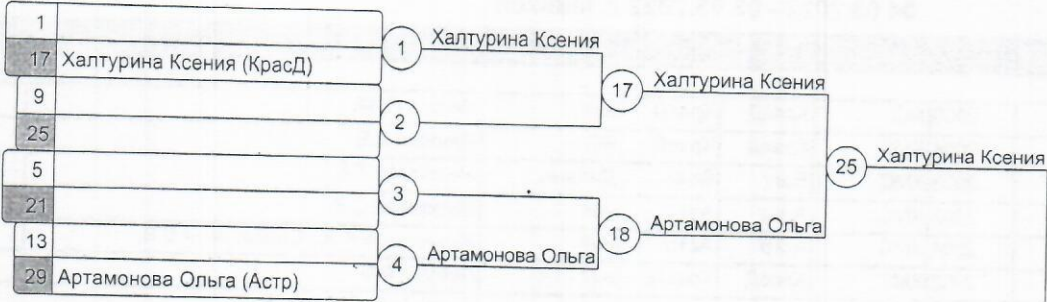 1
17 Халтурина Ксения (КрасД)
1 Халтурина Ксения
9
25
2
17 Халтурина Ксения
5
21
3
25 Халтурина Ксения
13
29 Артамонова Ольга (Астр)
4 Артамонова Ольга
18 Артамонова Ольга